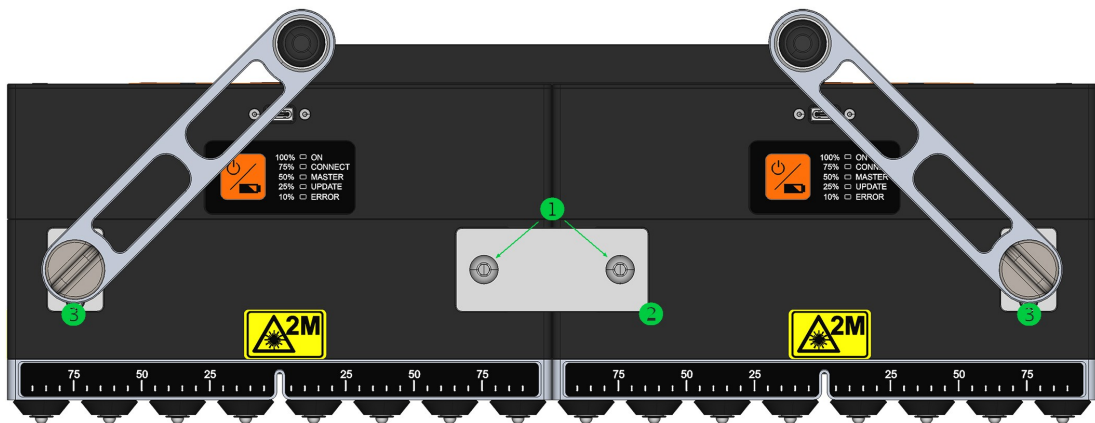 100% ON
75% CONNECT
50% MASTER
25% UPDATE
10% ERROR
100% ON
75%
50% MASTER
25% UPDATE
10% ERROR
1
2
3
3
2M
2M
75 50 25 25 50 75
75 50 25 25 50 75